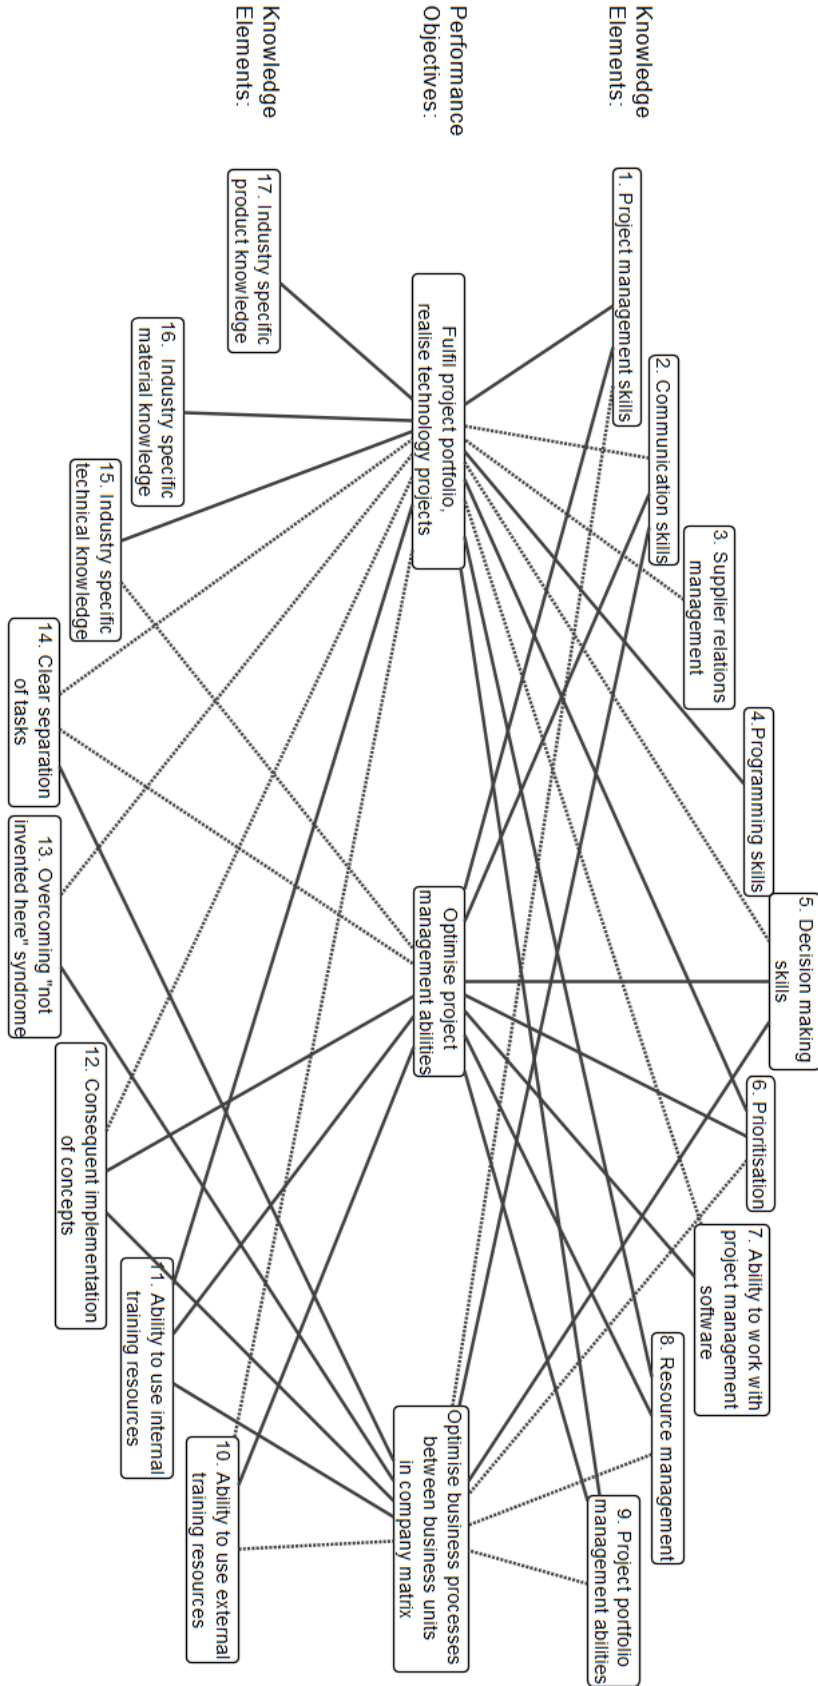 Knowledge
Elements:
1. Project management skills
2. Communication skills
3. Supplier relations
management
4.Programming skills
5. Decision making
skills
6. Prioritisation
7. Ability to work with
project management
software
8. Resource management
9. Project portfolio
management abilities
Performance
Objectives:
Fulfil project portfolio,
realise technology projects
Optimise project
management abilities
Optimise business processes
between business units
in company matrix
Knowledge
Elements:
17. Industry specific
product knowledge
16. Industry specific
material knowledge
15. Industry specific
technical knowledge
14. Clear separation
of tasks
13. Overcoming "not
invented here" syndrome
12. Consequent implementation
of concepts
11. Ability to use internal
training resources
10. Ability to use external
training resources